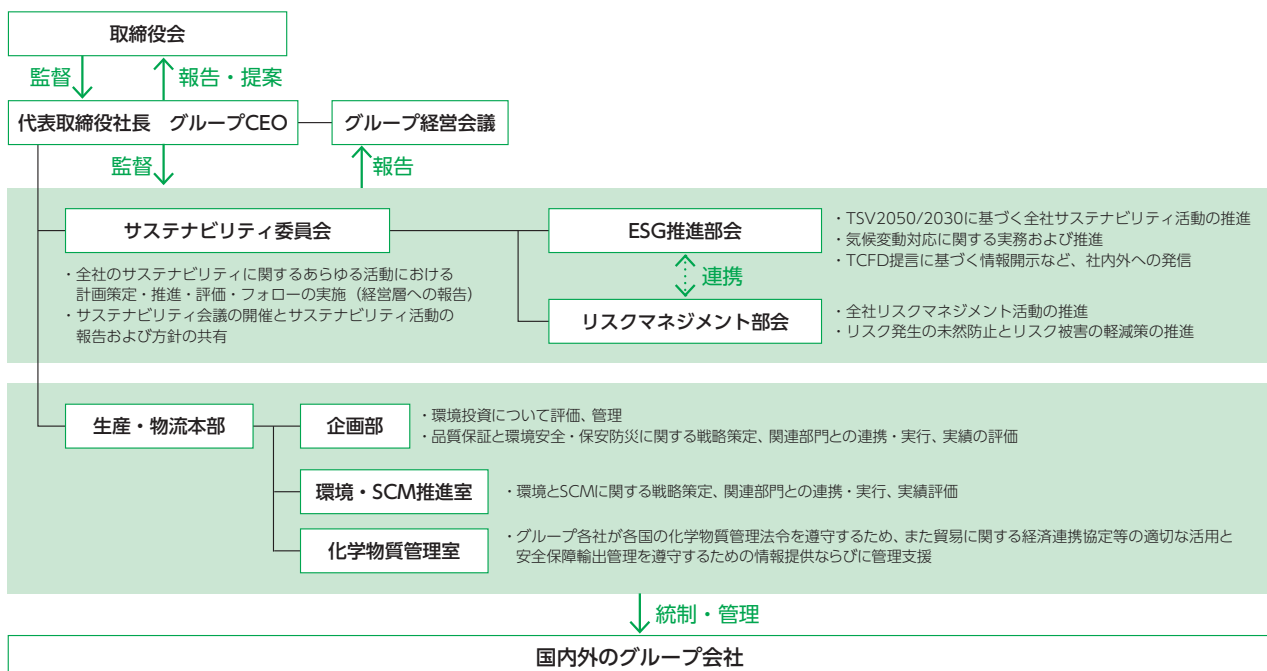 取締役会
監督
報告・提案
代表取締役社長 グループCEO
グループ経営会議
監督
報告
サステナビリティ委員会
・全社のサステナビリティに関するあらゆる活動における
計画策定・推進・評価・フォローの実施（経営層への報告）
・サステナビリティ会議の開催とサステナビリティ活動の
報告および方針の共有
ESG推進部会
・TSV2050/2030に基づく全社サステナビリティ活動の推進
・気候変動対応に関する実務および推進
・TCFD提言に基づく情報開示など、社内外への発信
連携
リスクマネジメント部会
・全社リスクマネジメント活動の推進
・リスク発生の未然防止とリスク被害の軽減策の推進
生産・物流本部
企画部
・環境投資について評価、管理
・品質保証と環境安全・保安防災に関する戦略策定、関連部門との連携・実行、実績の評価
環境・SCM推進室
・環境とSCMに関する戦略策定、関連部門との連携・実行、実績評価
化学物質管理室
・グループ各社が各国の化学物質管理法令を遵守するため、また貿易に関する経済連携協定等の適切な活用と
安全保障輸出管理を遵守するための情報提供ならびに管理支援
統制・管理
国内外のグループ会社